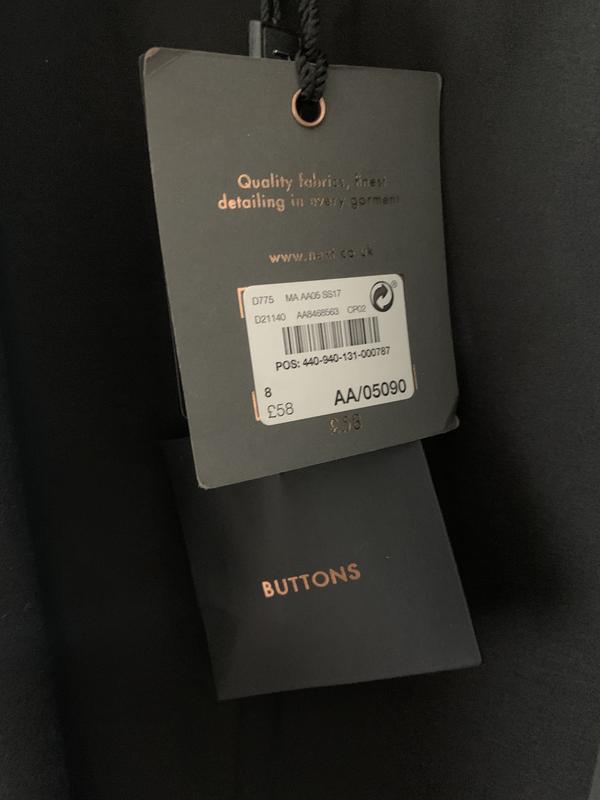 Quality fabrics, finest
detailing in every garment
www.next.co.uk
D775 MA AA05 SS17
D21140 AA8468563 CP02
POS: 440-940-131-000787
8
£58 AA/05090
£58
BUTTONS